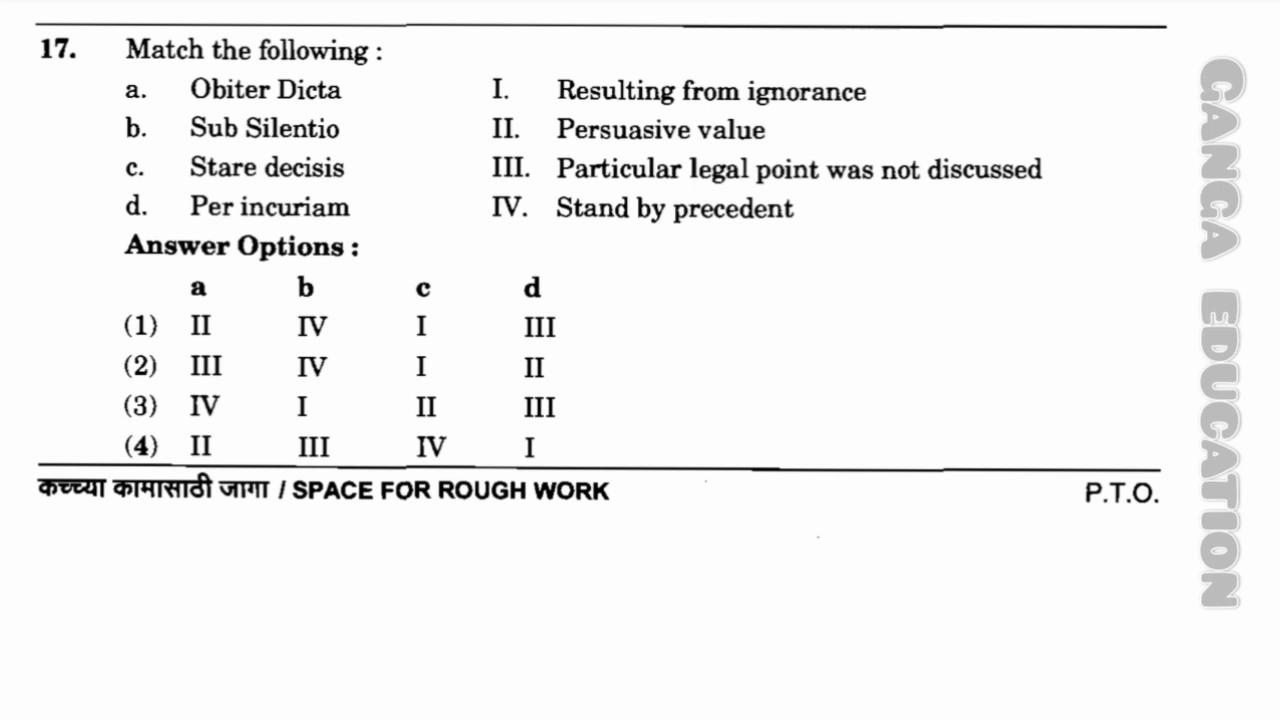 17. Match the following :
a. Obiter Dicta I. Resulting from ignorance
b. Sub Silentio II. Persuasive value
c. Stare decisis III. Particular legal point was not discussed
d. Per incuriam IV. Stand by precedent
Answer Options :
a b c d
(1) II IV I III
(2) III IV I II
(3) IV I II III
(4) II III IV I
कच्च्या कामासाठी जागा / SPACE FOR ROUGH WORK P.T.O.
GANGA EDUCATION